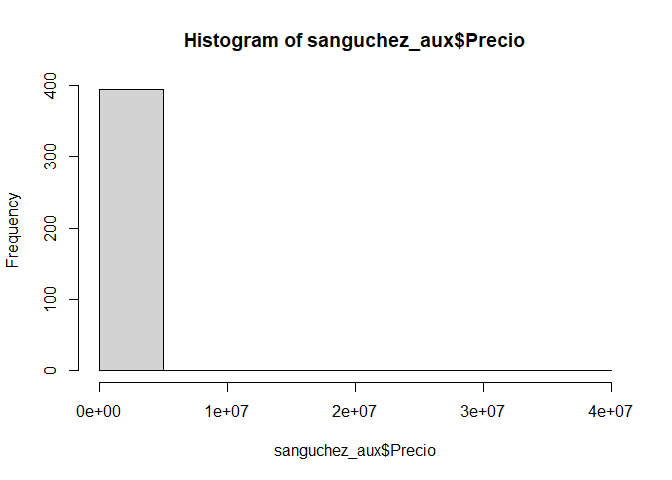 Histogram of sanguchez_aux$Precio
Frequency
400
300
200
100
0
0e+00 1e+07 2e+07 3e+07 4e+07
sanguchez_aux$Precio